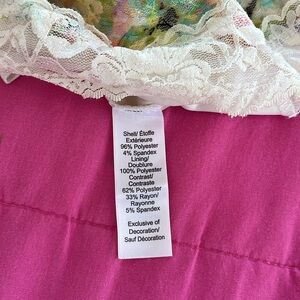 Shell/ Étoffe
Extérieure
96% Polyester
4% Spandex
Lining/
Doublure
100% Polyester
Contrast/
Contraste
62% Polyester
33% Rayon/
Rayonne
5% Spandex
Exclusive of
Decoration/
Sauf Décoration